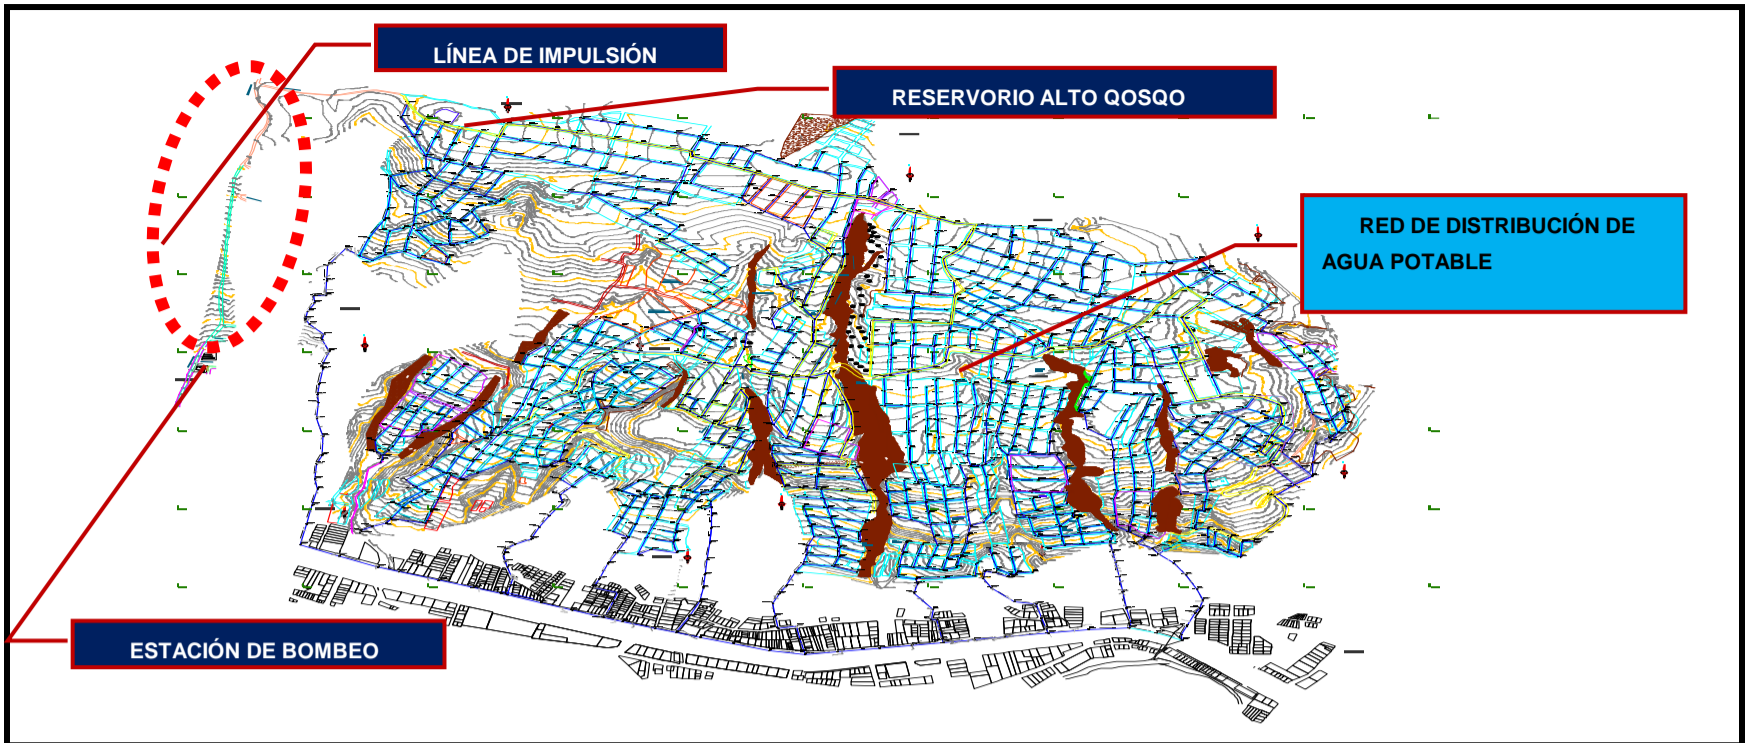 LÍNEA DE IMPULSIÓN
RESERVORIO ALTO QOSQO
RED DE DISTRIBUCIÓN DE
AGUA POTABLE
ESTACIÓN DE BOMBEO